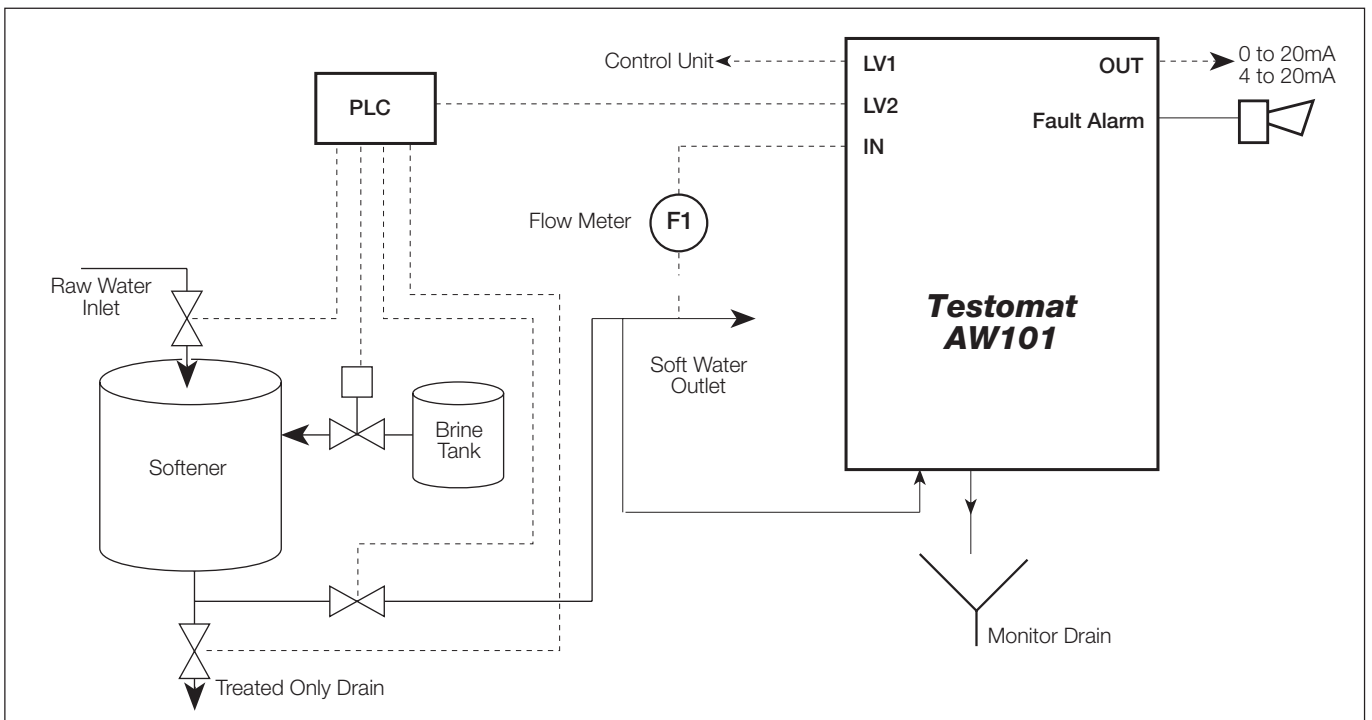 Control Unit
LV1
OUT
0 to 20mA
4 to 20mA
PLC
LV2
Fault Alarm
IN
Flow Meter
F1
Raw Water
Inlet
Testomat
AW101
Soft Water
Outlet
Brine
Tank
Softener
Monitor Drain
Treated Only Drain